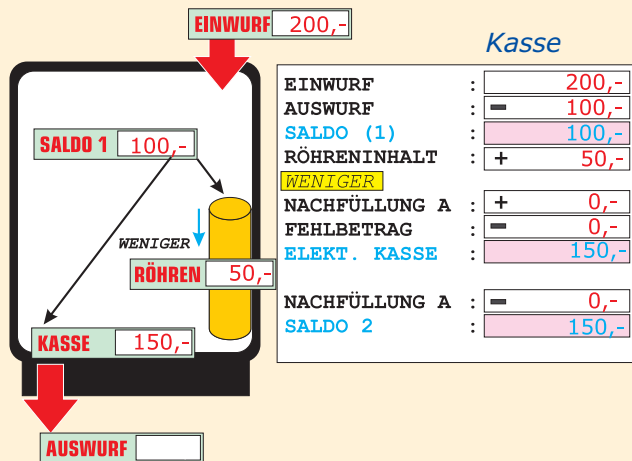 EINWURF 200,-
Kasse
EINWURF : 200,-
AUSWURF : - 100,-
SALDO (1) : 100,-
RÖHRENINHALT : + 50,-
WENIGER
NACHFÜLLUNG A : + 0,-
FEHLBETRAG : - 0,-
ELEKT. KASSE : 150,-
NACHFÜLLUNG A : - 0,-
SALDO 2 : 150,-
SALDO 1 100,-
WENIGER
RÖHREN 50,-
KASSE 150,-
AUSWURF